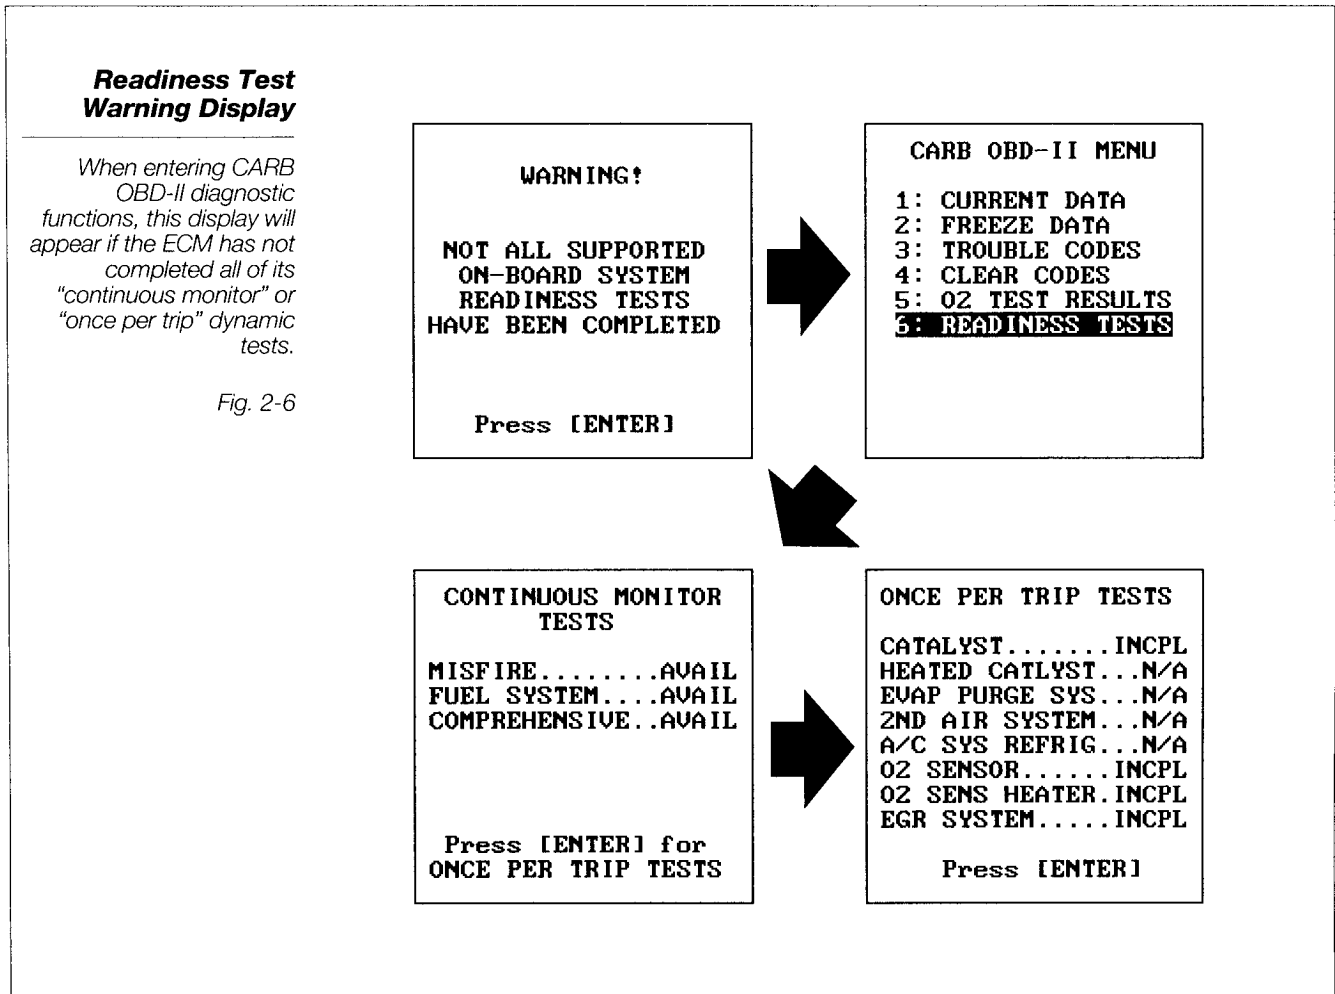 Readiness Test
Warning Display
When entering CARB
OBD-II diagnostic
functions, this display will
appear if the ECM has not
completed all of its
"continuous monitor" or
"once per trip" dynamic
tests.
Fig. 2-6
WARNING!
NOT ALL SUPPORTED
ON-BOARD SYSTEM
READINESS TESTS
HAVE BEEN COMPLETED
Press [ENTER]
CARB OBD-II MENU
1: CURRENT DATA
2: FREEZE DATA
3: TROUBLE CODES
4: CLEAR CODES
5: O2 TEST RESULTS
6: READINESS TESTS
CONTINUOUS MONITOR
TESTS
MISFIRE........AVAIL
FUEL SYSTEM....AVAIL
COMPREHENSIVE..AVAIL
Press [ENTER] for
ONCE PER TRIP TESTS
ONCE PER TRIP TESTS
CATALYST.......INCPL
HEATED CATLYST...N/A
EVAP PURGE SYS...N/A
2ND AIR SYSTEM...N/A
A/C SYS REFRIG...N/A
O2 SENSOR......INCPL
O2 SENS HEATER.INCPL
EGR SYSTEM.....INCPL
Press [ENTER]